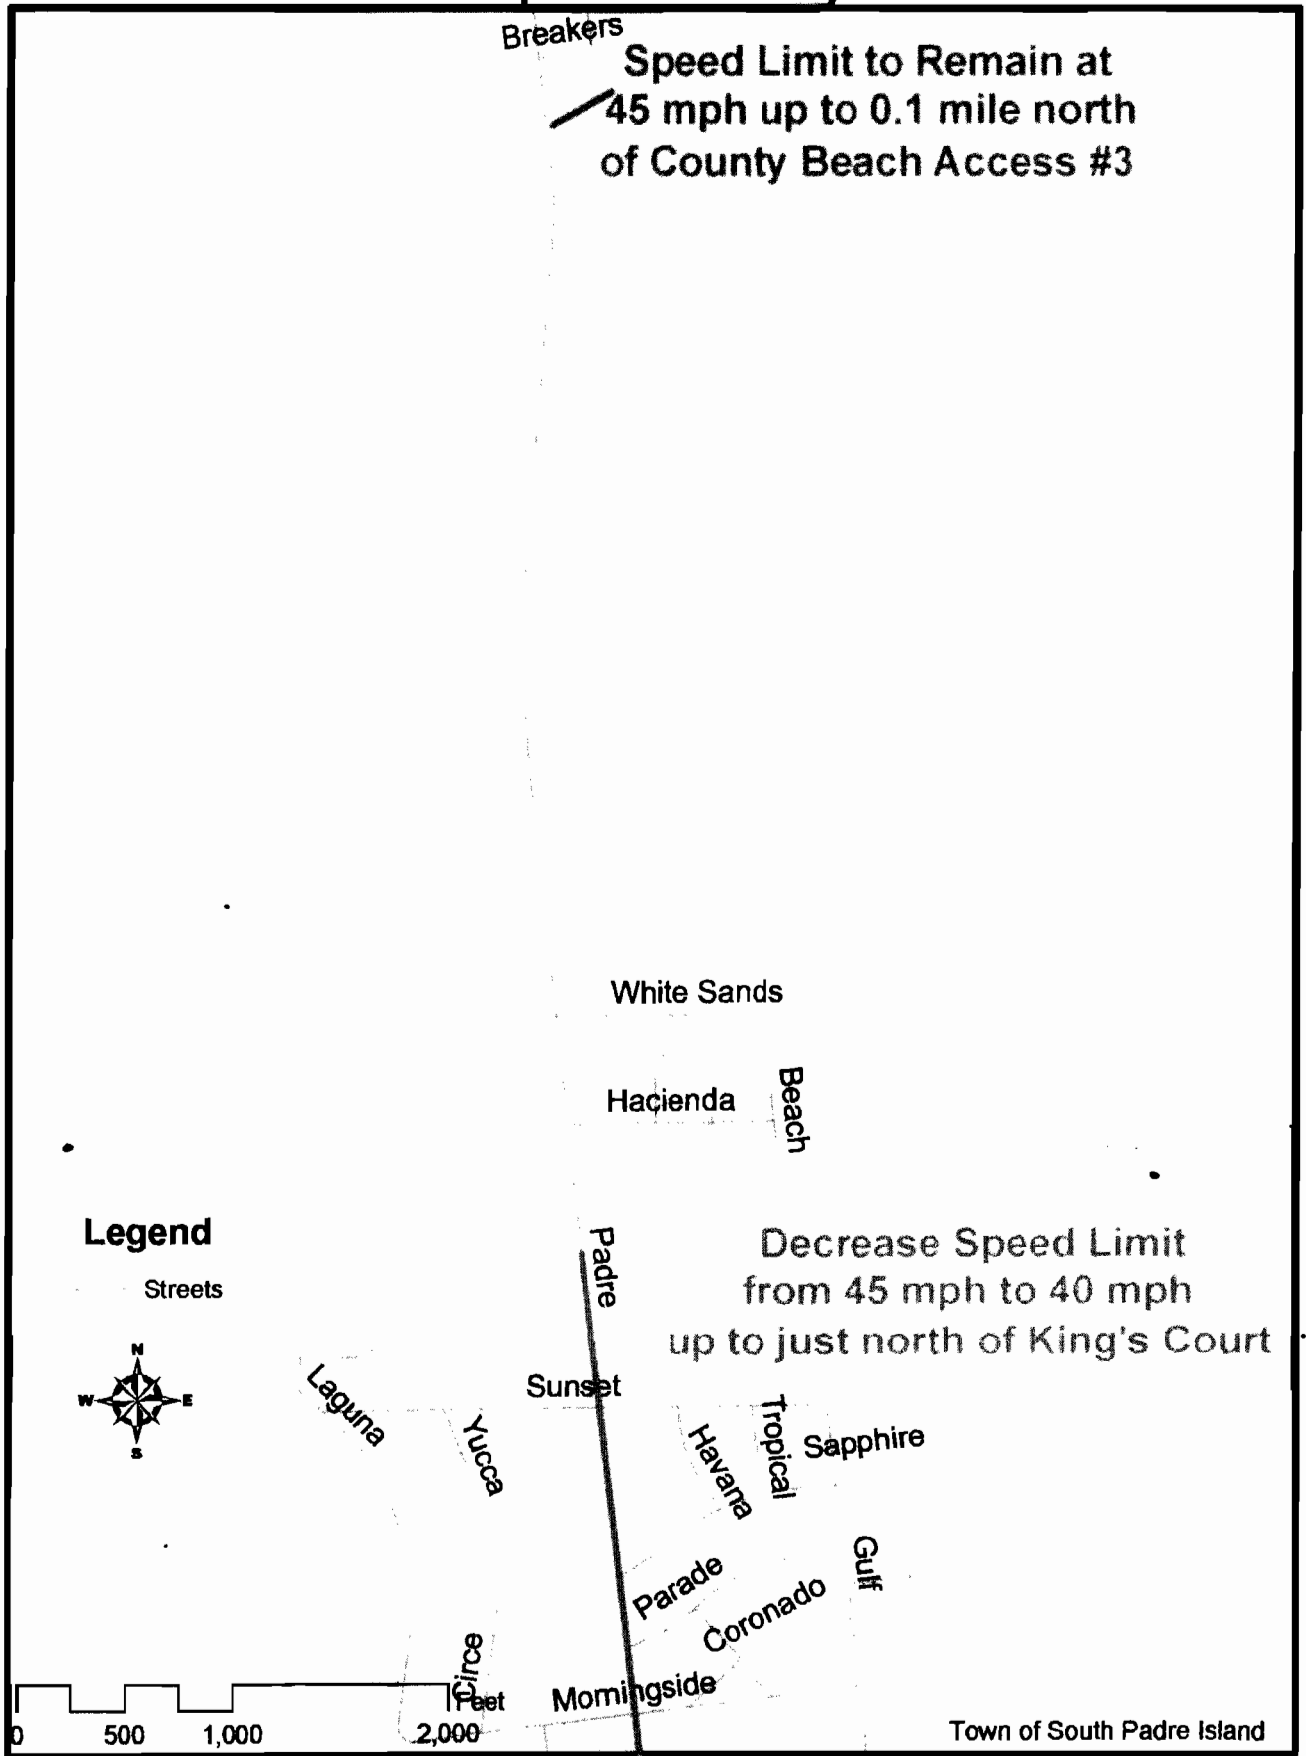 Breakers
Speed Limit to Remain at
45 mph up to 0.1 mile north
of County Beach Access #3
White Sands
Hacienda
Beach
Padre
Legend
Streets
Decrease Speed Limit
from 45 mph to 40 mph
up to just north of King's Court
N
W
E
S
Laguna
Yucca
Sunset
Havana
Tropical
Sapphire
Parade
Coronado
Gulf
Circe
Morningside
Feet
0
500
1,000
2,000
Town of South Padre Island